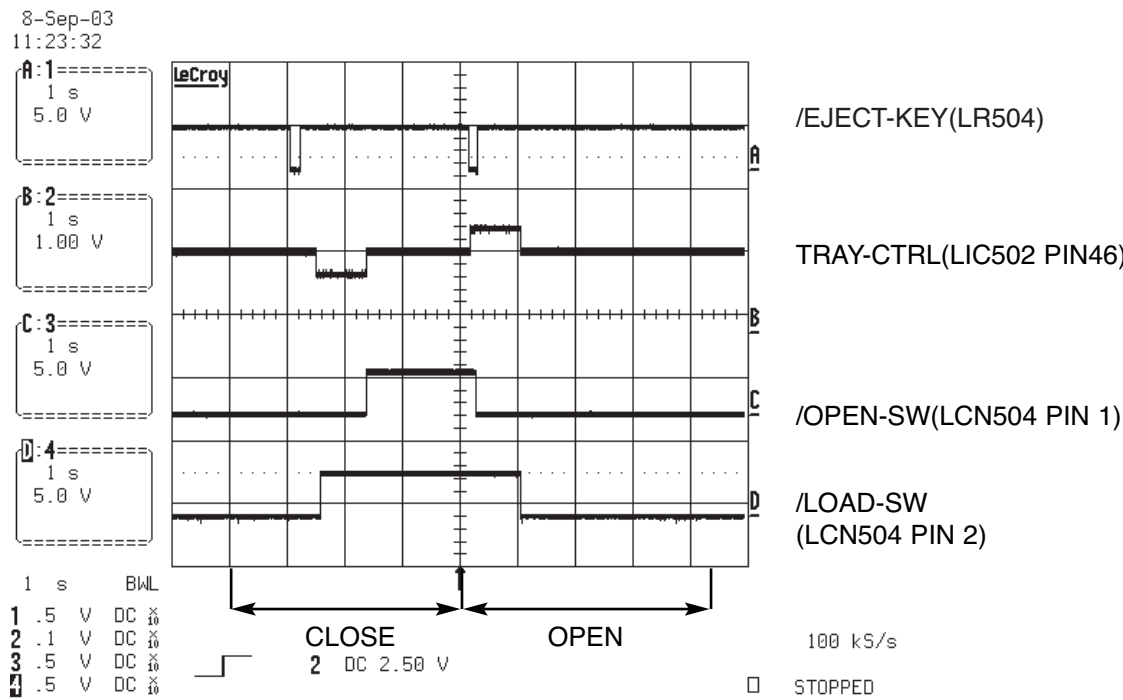 8-Sep-03
11:23:32
A:1
1 s
5.0 V
LeCroy
A
/EJECT-KEY(LR504)
B:2
1 s
1.00 V
B
TRAY-CTRL(LIC502 PIN46)
C:3
1 s
5.0 V
C
/OPEN-SW(LCN504 PIN 1)
D:4
1 s
5.0 V
D
/LOAD-SW
(LCN504 PIN 2)
1 s BWL
1 .5 V DC X10
2 .1 V DC X10
3 .5 V DC X10
4 .5 V DC X10
CLOSE
OPEN
2 DC 2.50 V
100 kS/s
STOPPED